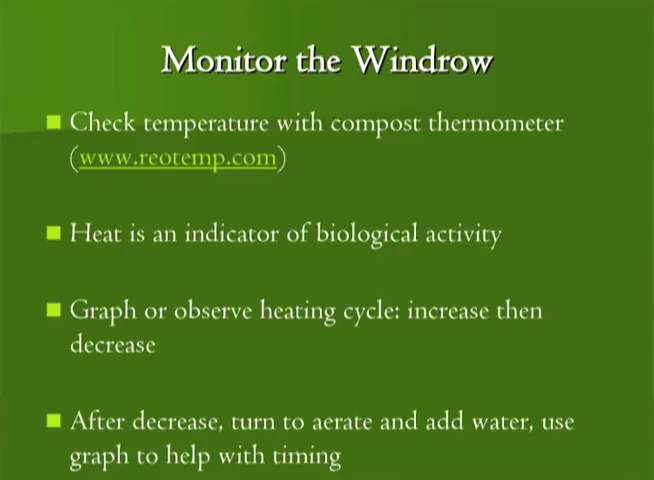 Monitor the Windrow
Check temperature with compost thermometer
(www.reotemp.com)
Heat is an indicator of biological activity
Graph or observe heating cycle: increase then
decrease
After decrease, turn to aerate and add water, use
graph to help with timing